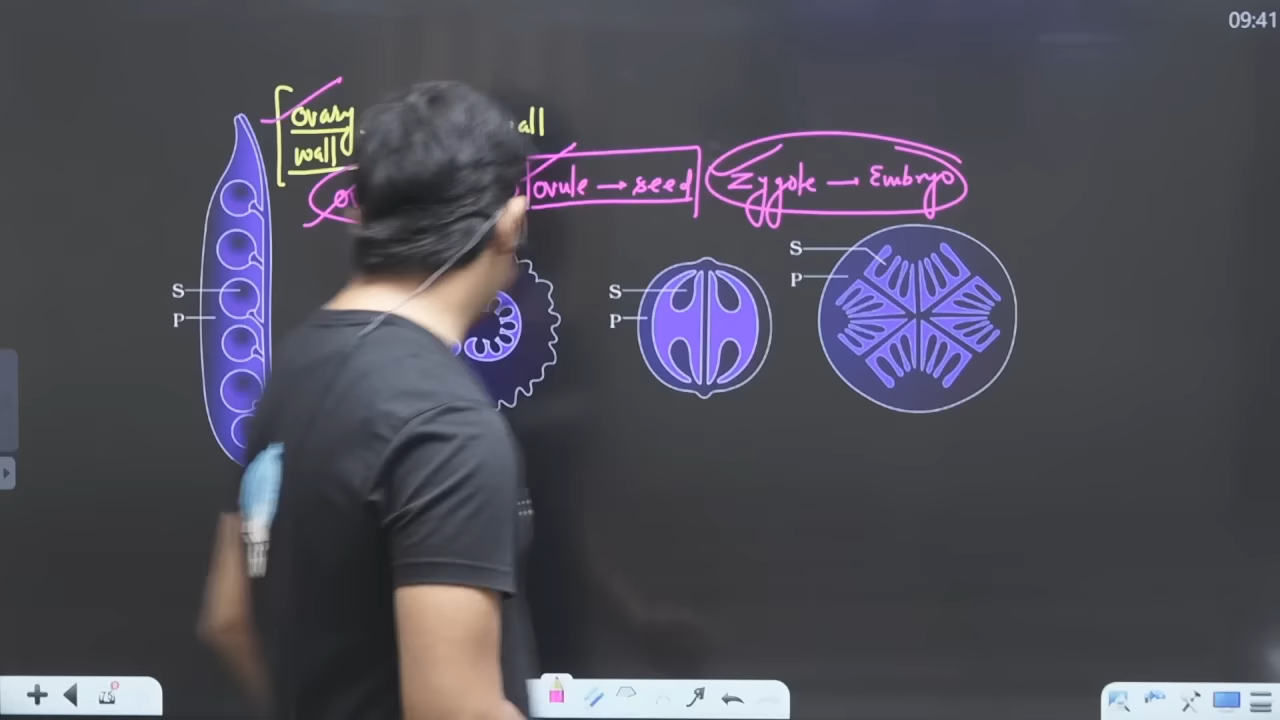 09:41
ovary all
wall
ovule → seed
Zygote → Embryo
S
P
S
P
S
P